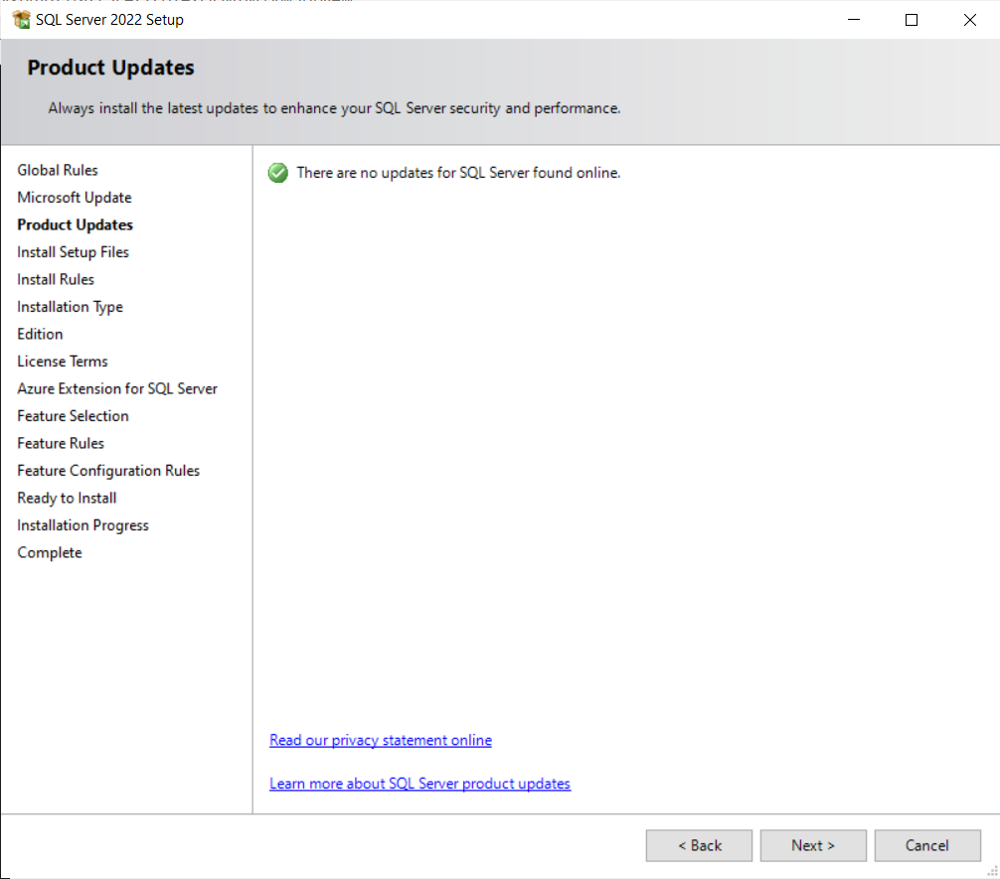 SQL Server 2022 Setup
Product Updates
Always install the latest updates to enhance your SQL Server security and performance.
Global Rules
Microsoft Update
Product Updates
Install Setup Files
Install Rules
Installation Type
Edition
License Terms
Azure Extension for SQL Server
Feature Selection
Feature Rules
Feature Configuration Rules
Ready to Install
Installation Progress
Complete
There are no updates for SQL Server found online.
Read our privacy statement online
Learn more about SQL Server product updates
< Back
Next >
Cancel